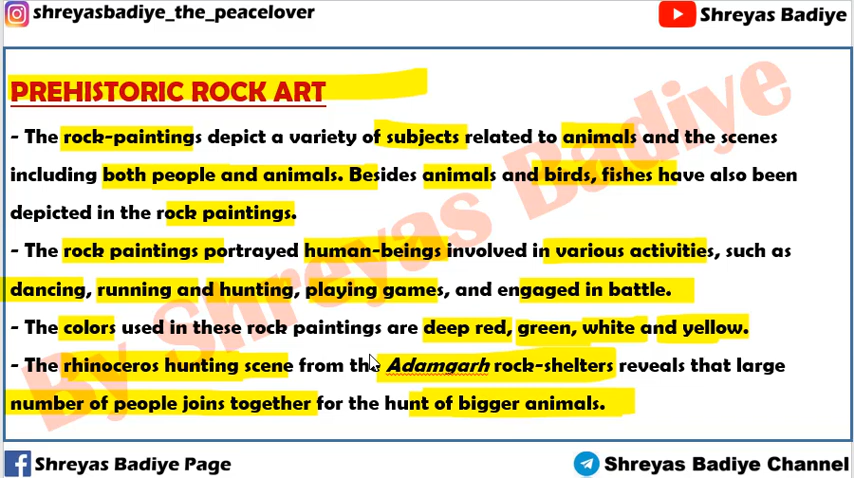 shreyasbadiye_the_peacelover
Shreyas Badiye
PREHISTORIC ROCK ART
- The rock-paintings depict a variety of subjects related to animals and the scenes
including both people and animals. Besides animals and birds, fishes have also been
depicted in the rock paintings.
- The rock paintings portrayed human-beings involved in various activities, such as
dancing, running and hunting, playing games, and engaged in battle.
- The colors used in these rock paintings are deep red, green, white and yellow.
- The rhinoceros hunting scene from the Adamgarh rock-shelters reveals that large
number of people joins together for the hunt of bigger animals.
By Shreyas Badiye
Shreyas Badiye Page
Shreyas Badiye Channel